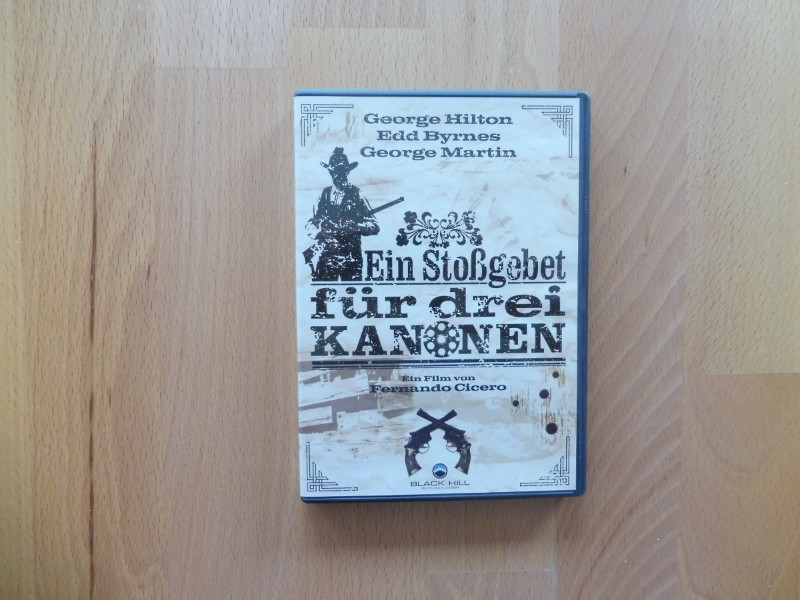 George Hilton
Edd Byrnes
George Martin
Ein Stoßgebet
für drei
KANONEN
Ein Film von
Fernando Cicero
BLACK HILL